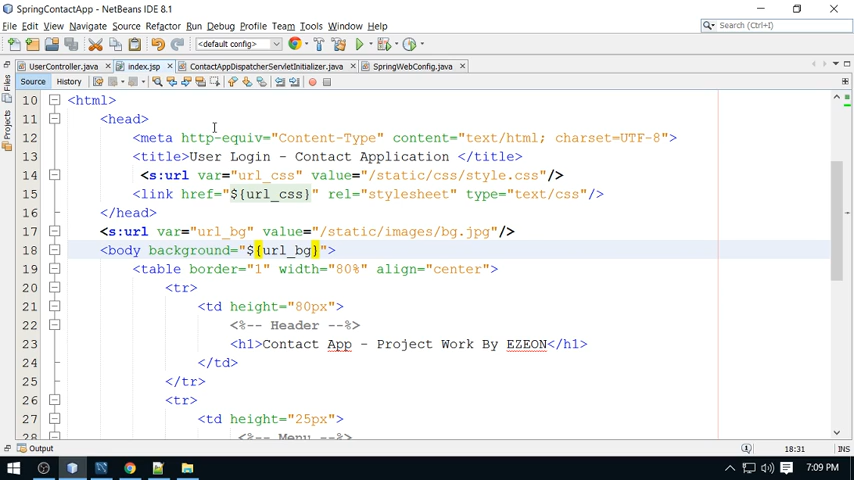 SpringContactApp - NetBeans IDE 8.1
File Edit View Navigate Source Refactor Run Debug Profile Team Tools Window Help
Search (Ctrl+I)
<default config>
UserController.java index.jsp ContactAppDispatcherServletInitializer.java SpringWebConfig.java
Source History
Files
Projects
10 <html>
11 <head>
12 <meta http-equiv="Content-Type" content="text/html; charset=UTF-8">
13 <title>User Login - Contact Application </title>
14 <s:url var="url_css" value="/static/css/style.css"/>
15 <link href="${url_css}" rel="stylesheet" type="text/css"/>
16 </head>
17 <s:url var="url_bg" value="/static/images/bg.jpg"/>
18 <body background="${url_bg}">
19 <table border="1" width="80%" align="center">
20 <tr>
21 <td height="80px">
22 <%-- Header --%>
23 <h1>Contact App - Project Work By EZEON</h1>
24 </td>
25 </tr>
26 <tr>
27 <td height="25px">
28 <%-- Menu --%>
Output
18:31 INS
7:09 PM